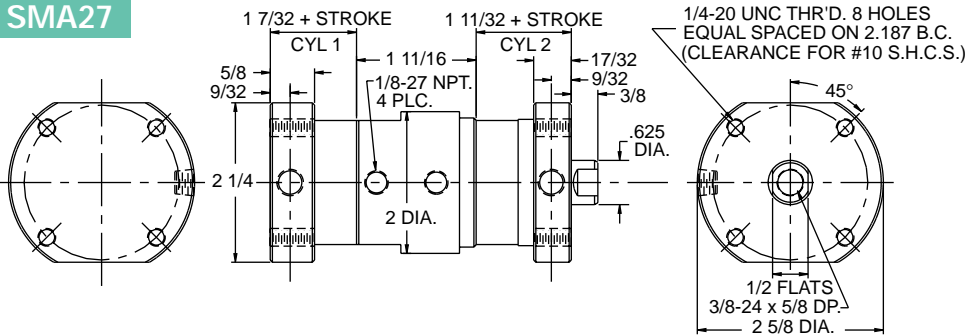 SMA27
1 7/32 + STROKE
CYL 1
1 11/16
1 11/32 + STROKE
CYL 2
5/8
9/32
1/8-27 NPT.
4 PLC.
17/32
9/32
3/8
.625
DIA.
2 1/4
2 DIA.
1/4-20 UNC THR'D. 8 HOLES
EQUAL SPACED ON 2.187 B.C.
(CLEARANCE FOR #10 S.H.C.S.)
45°
1/2 FLATS
3/8-24 x 5/8 DP.
2 5/8 DIA.